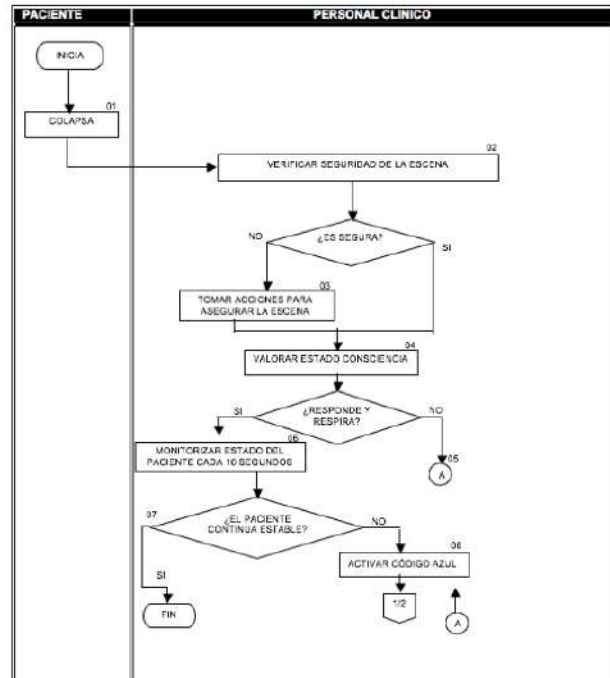 PACIENTE
PERSONAL CLINICO
INICIA
01
COLAPSA
02
VERIFICAR SEGURIDAD DE LA ESCENA
¿ES SEGURA?
NO
SI
03
TOMAR ACCIONES PARA
ASEGURAR LA ESCENA
04
VALORAR ESTADO CONSCIENCIA
¿RESPONDE Y
RESPIRA?
SI
NO
05
A
MONITORIZAR ESTADO DEL
PACIENTE CADA 10 SEGUNDOS
07
¿EL PACIENTE
CONTINUA ESTABLE?
NO
SI
ACTIVAR CÓDIGO AZUL
FIN
1/2
A